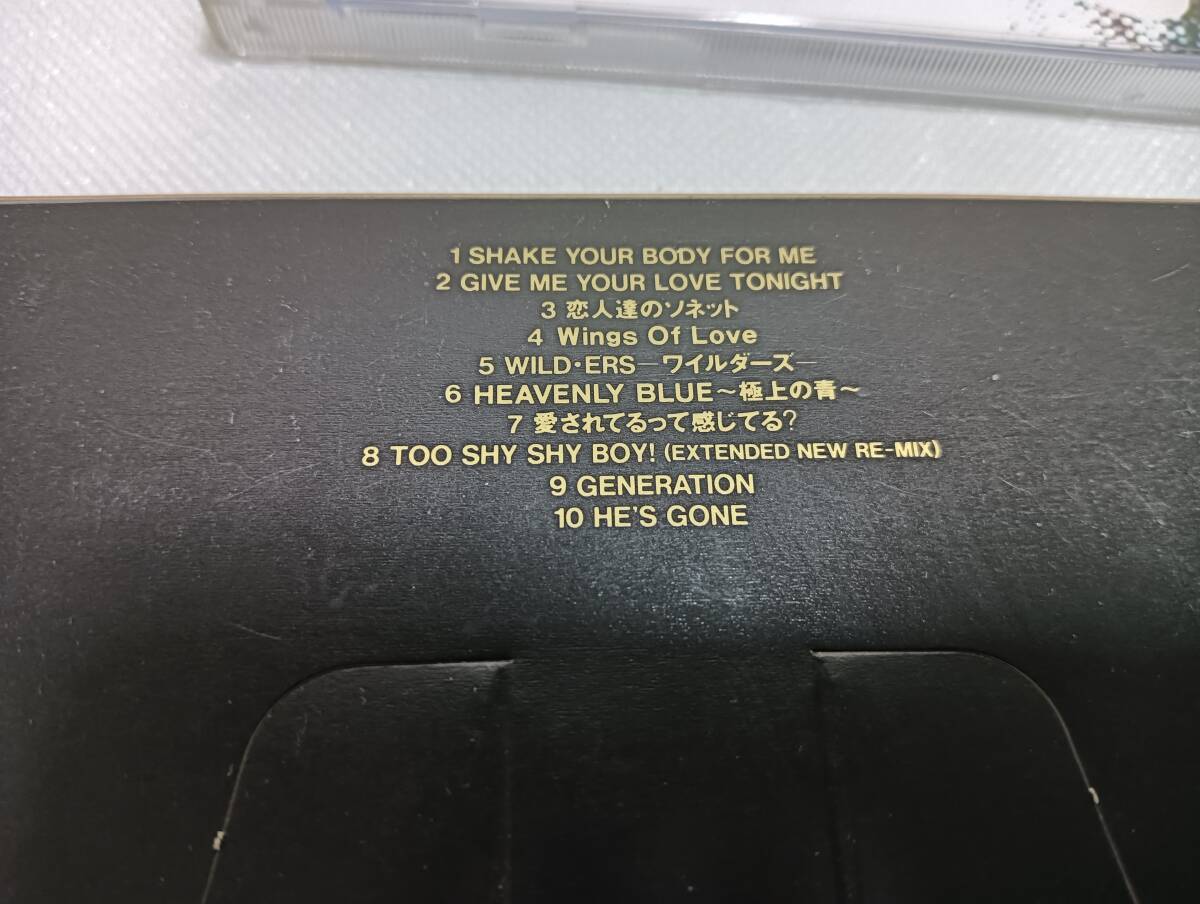 1 SHAKE YOUR BODY FOR ME
2 GIVE ME YOUR LOVE TONIGHT
3 恋人達のソネット
4 Wings Of Love
5 WILD・ERS—ワイルダーズ—
6 HEAVENLY BLUE～極上の青～
7 愛されてるって感じてる?
8 TOO SHY SHY BOY! (EXTENDED NEW RE-MIX)
9 GENERATION
10 HE'S GONE